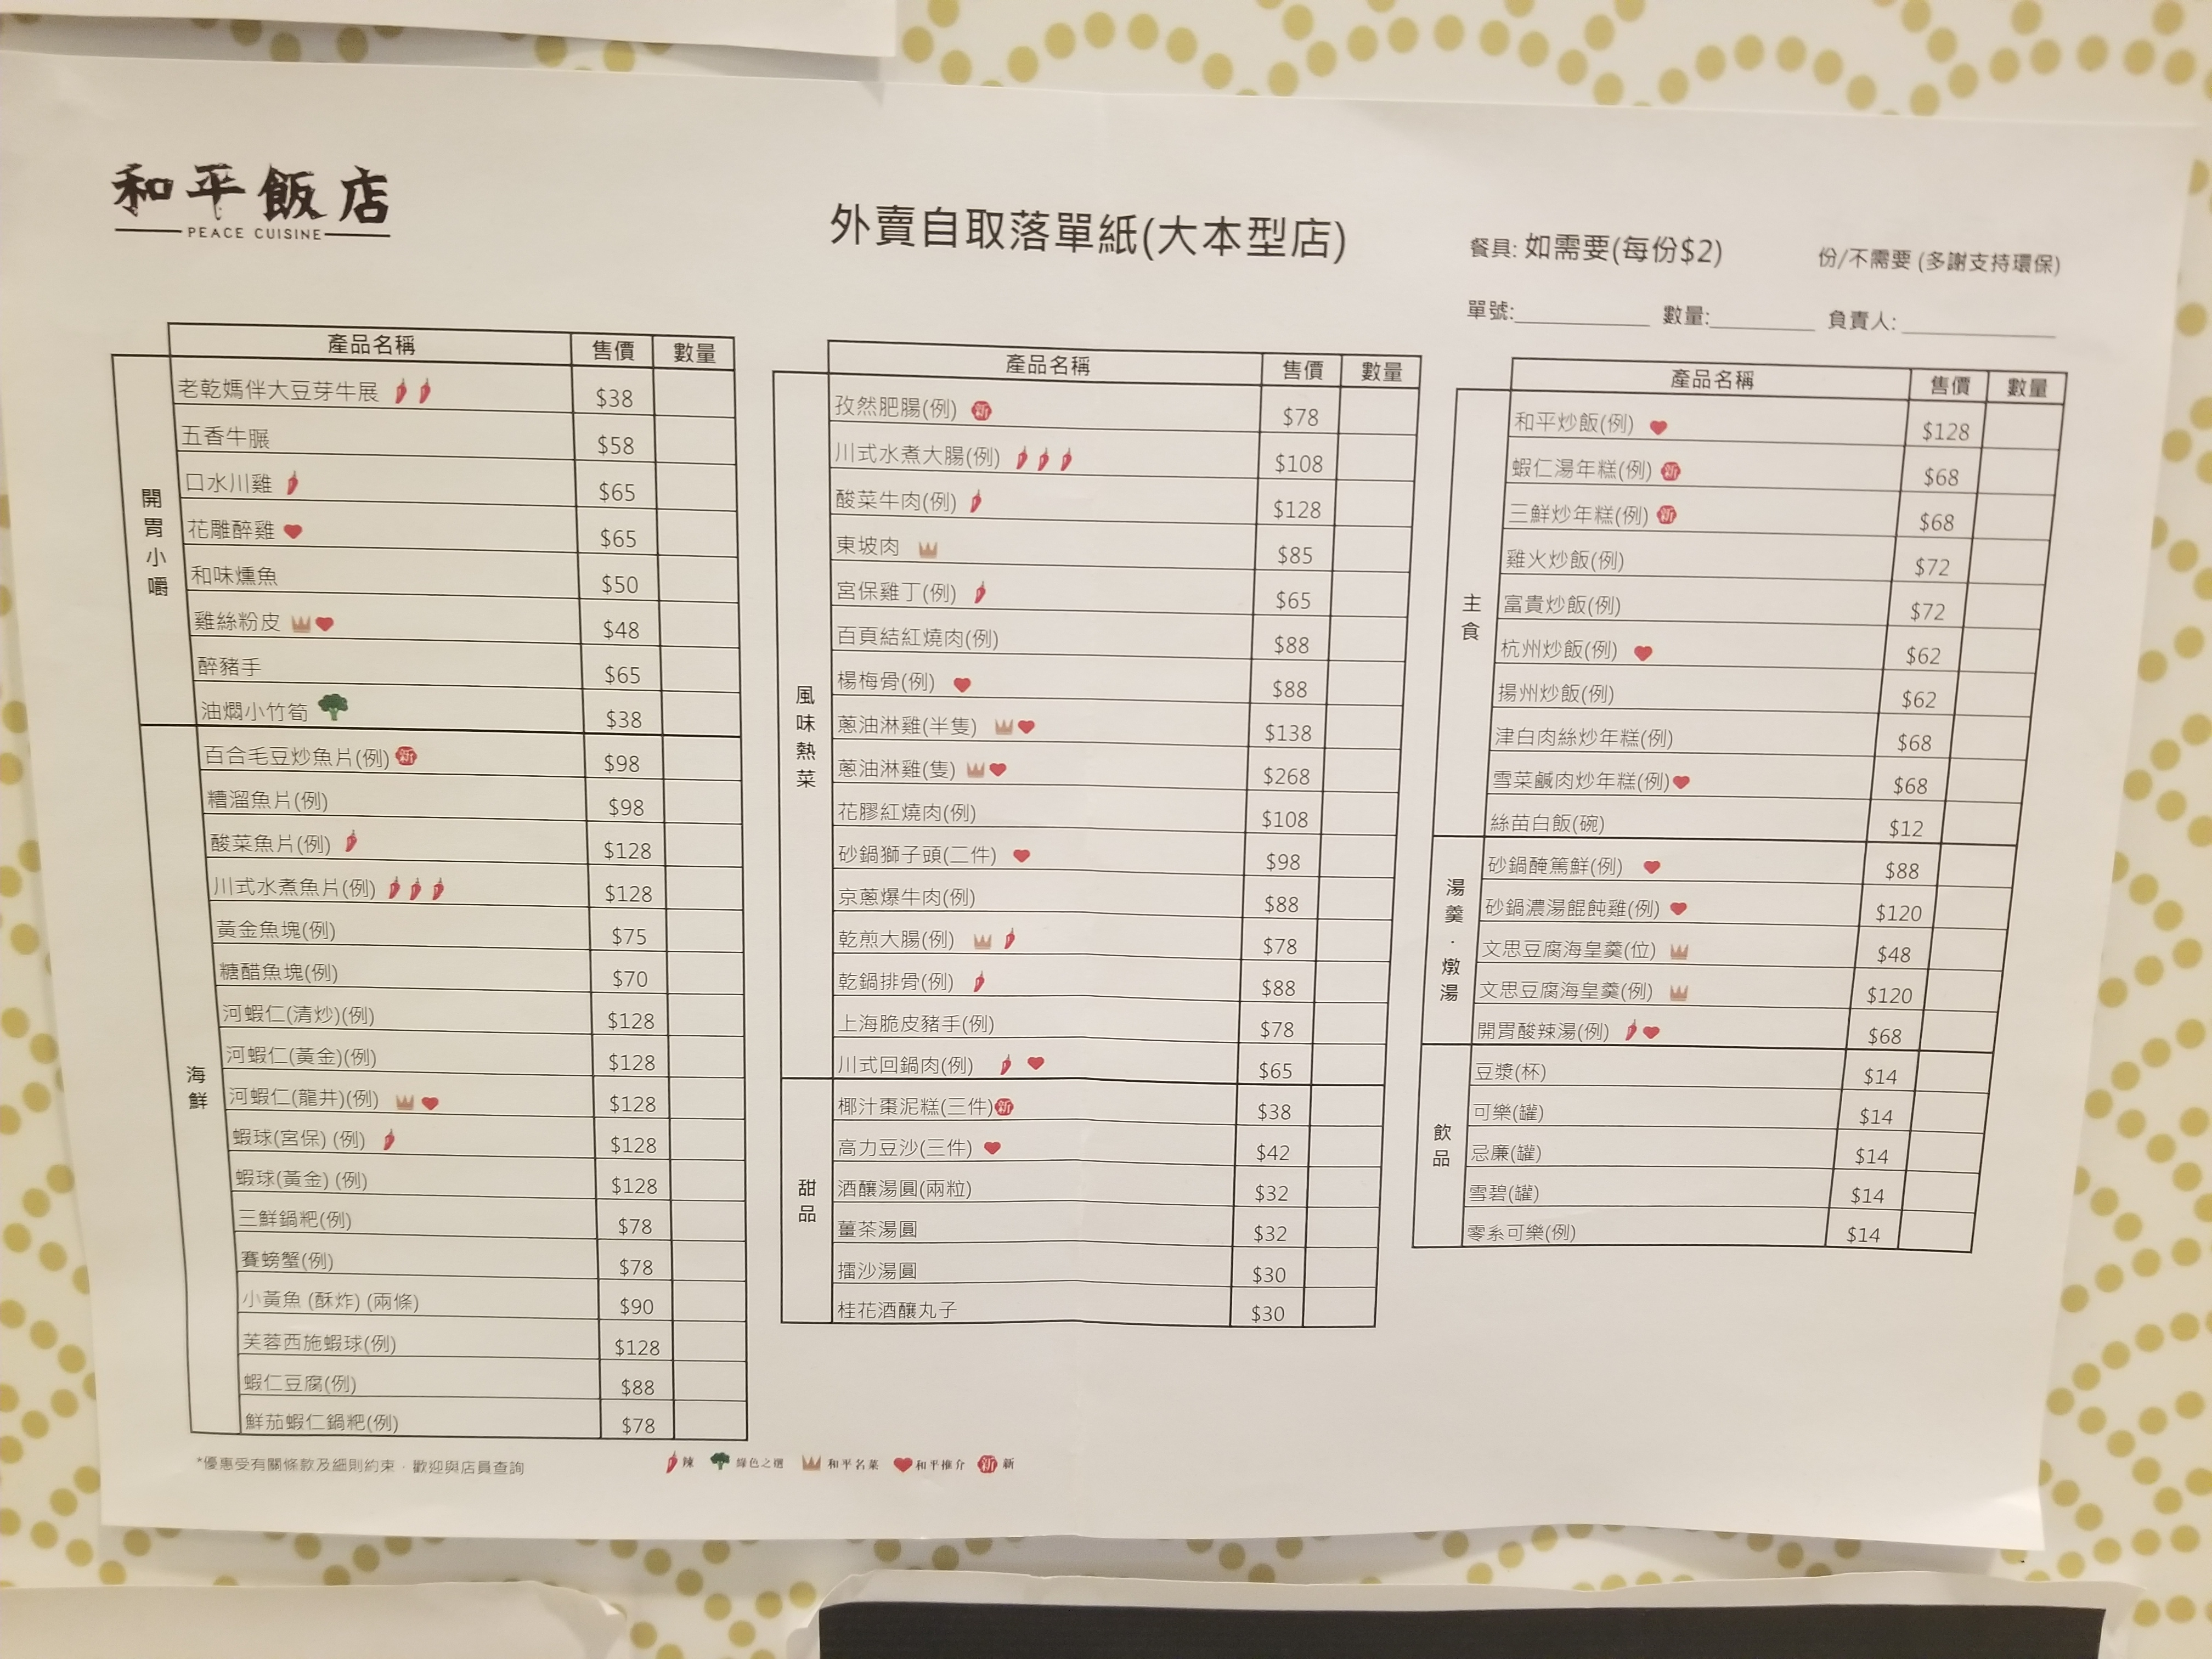 和平飯店
PEACE CUISINE
外賣自取落單紙(大本型店)
餐具: 如需要(每份$2) 份/不需要 (多謝支持環保)
單號: 數量: 負責人:
產品名稱 售價 數量
開胃小嚼
老乾媽伴大豆芽牛展 $38
五香牛𦟌 $58
口水川雞 $65
花雕醉雞 $65
和味燻魚 $50
雞絲粉皮 $48
醉豬手 $65
油燜小竹筍 $38
海鮮
百合毛豆炒魚片(例) 新 $98
糟溜魚片(例) $98
酸菜魚片(例) $128
川式水煮魚片(例) $128
黃金魚塊(例) $75
糖醋魚塊(例) $70
河蝦仁(清炒)(例) $128
河蝦仁(黃金)(例) $128
河蝦仁(龍井)(例) $128
蝦球(宮保) (例) $128
蝦球(黃金) (例) $128
三鮮鍋粑(例) $78
賽螃蟹(例) $78
小黃魚 (酥炸) (兩條) $90
芙蓉西施蝦球(例) $128
蝦仁豆腐(例) $88
鮮茄蝦仁鍋粑(例) $78
產品名稱 售價 數量
風味熱菜
孜然肥腸(例) 新 $78
川式水煮大腸(例) $108
酸菜牛肉(例) $128
東坡肉 $85
宮保雞丁(例) $65
百頁結紅燒肉(例) $88
楊梅骨(例) $88
蔥油淋雞(半隻) $138
蔥油淋雞(隻) $268
花膠紅燒肉(例) $108
砂鍋獅子頭(二件) $98
京蔥爆牛肉(例) $88
乾煎大腸(例) $78
乾鍋排骨(例) $88
上海脆皮豬手(例) $78
川式回鍋肉(例) $65
甜品
椰汁棗泥糕(三件) 新 $38
高力豆沙(三件) $42
酒釀湯圓(兩粒) $32
薑茶湯圓 $32
擂沙湯圓 $30
桂花酒釀丸子 $30
產品名稱 售價 數量
主食
和平炒飯(例) $128
蝦仁湯年糕(例) 新 $68
三鮮炒年糕(例) 新 $68
雞火炒飯(例) $72
富貴炒飯(例) $72
杭州炒飯(例) $62
揚州炒飯(例) $62
津白肉絲炒年糕(例) $68
雪菜鹹肉炒年糕(例) $68
絲苗白飯(碗) $12
湯羹．燉湯
砂鍋醃篤鮮(例) $88
砂鍋濃湯餛飩雞(例) $120
文思豆腐海皇羹(位) $48
文思豆腐海皇羹(例) $120
開胃酸辣湯(例) $68
飲品
豆漿(杯) $14
可樂(罐) $14
忌廉(罐) $14
雪碧(罐) $14
零系可樂(例) $14
*優惠受有關條款及細則約束．歡迎與店員查詢
辣 綠色之選 和平名菜 和平推介 新 新